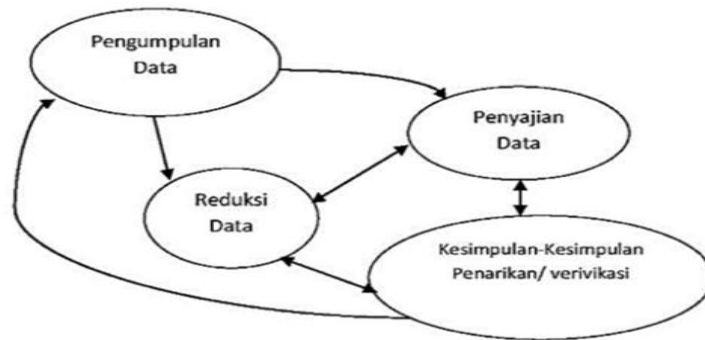 Pengumpulan
Data
Penyajian
Data
Reduksi
Data
Kesimpulan-Kesimpulan
Penarikan/ verivikasi